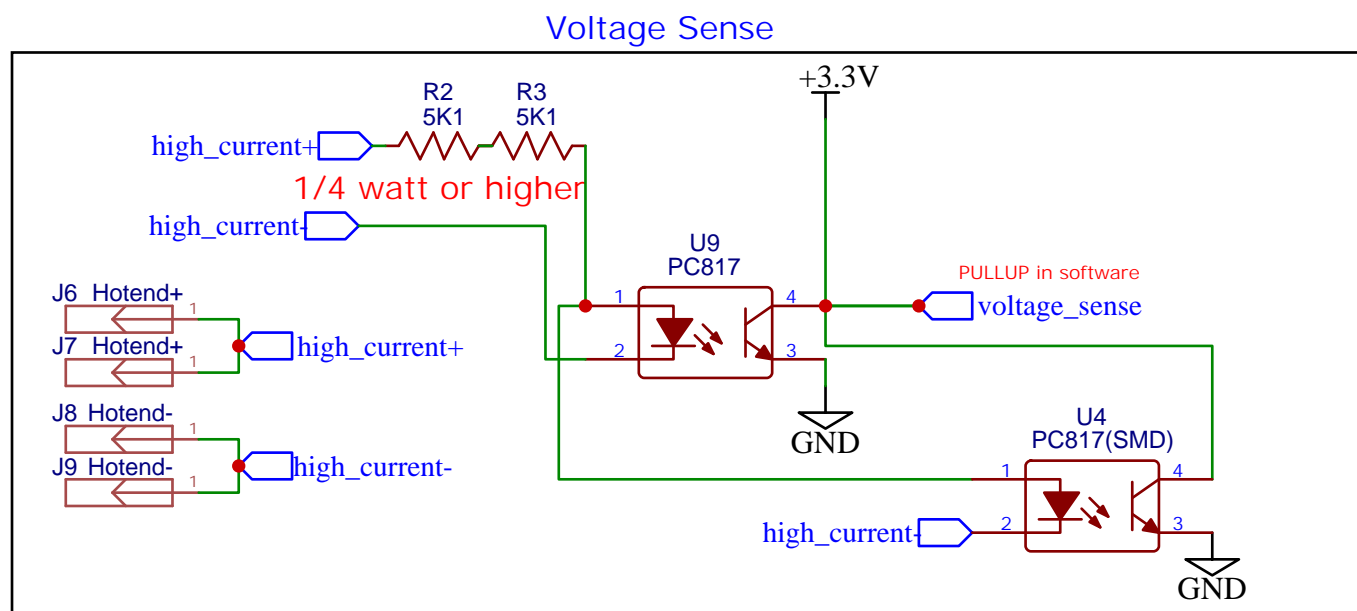 Voltage Sense
+3.3V
R2
5K1
R3
5K1
high_current+
1/4 watt or higher
high_current-
U9
PC817
1
2
4
3
PULLUP in software
voltage_sense
GND
J6 Hotend+
1
J7 Hotend+
1
high_current+
J8 Hotend-
1
J9 Hotend-
1
high_current-
U4
PC817(SMD)
1
2
4
3
high_current-
GND